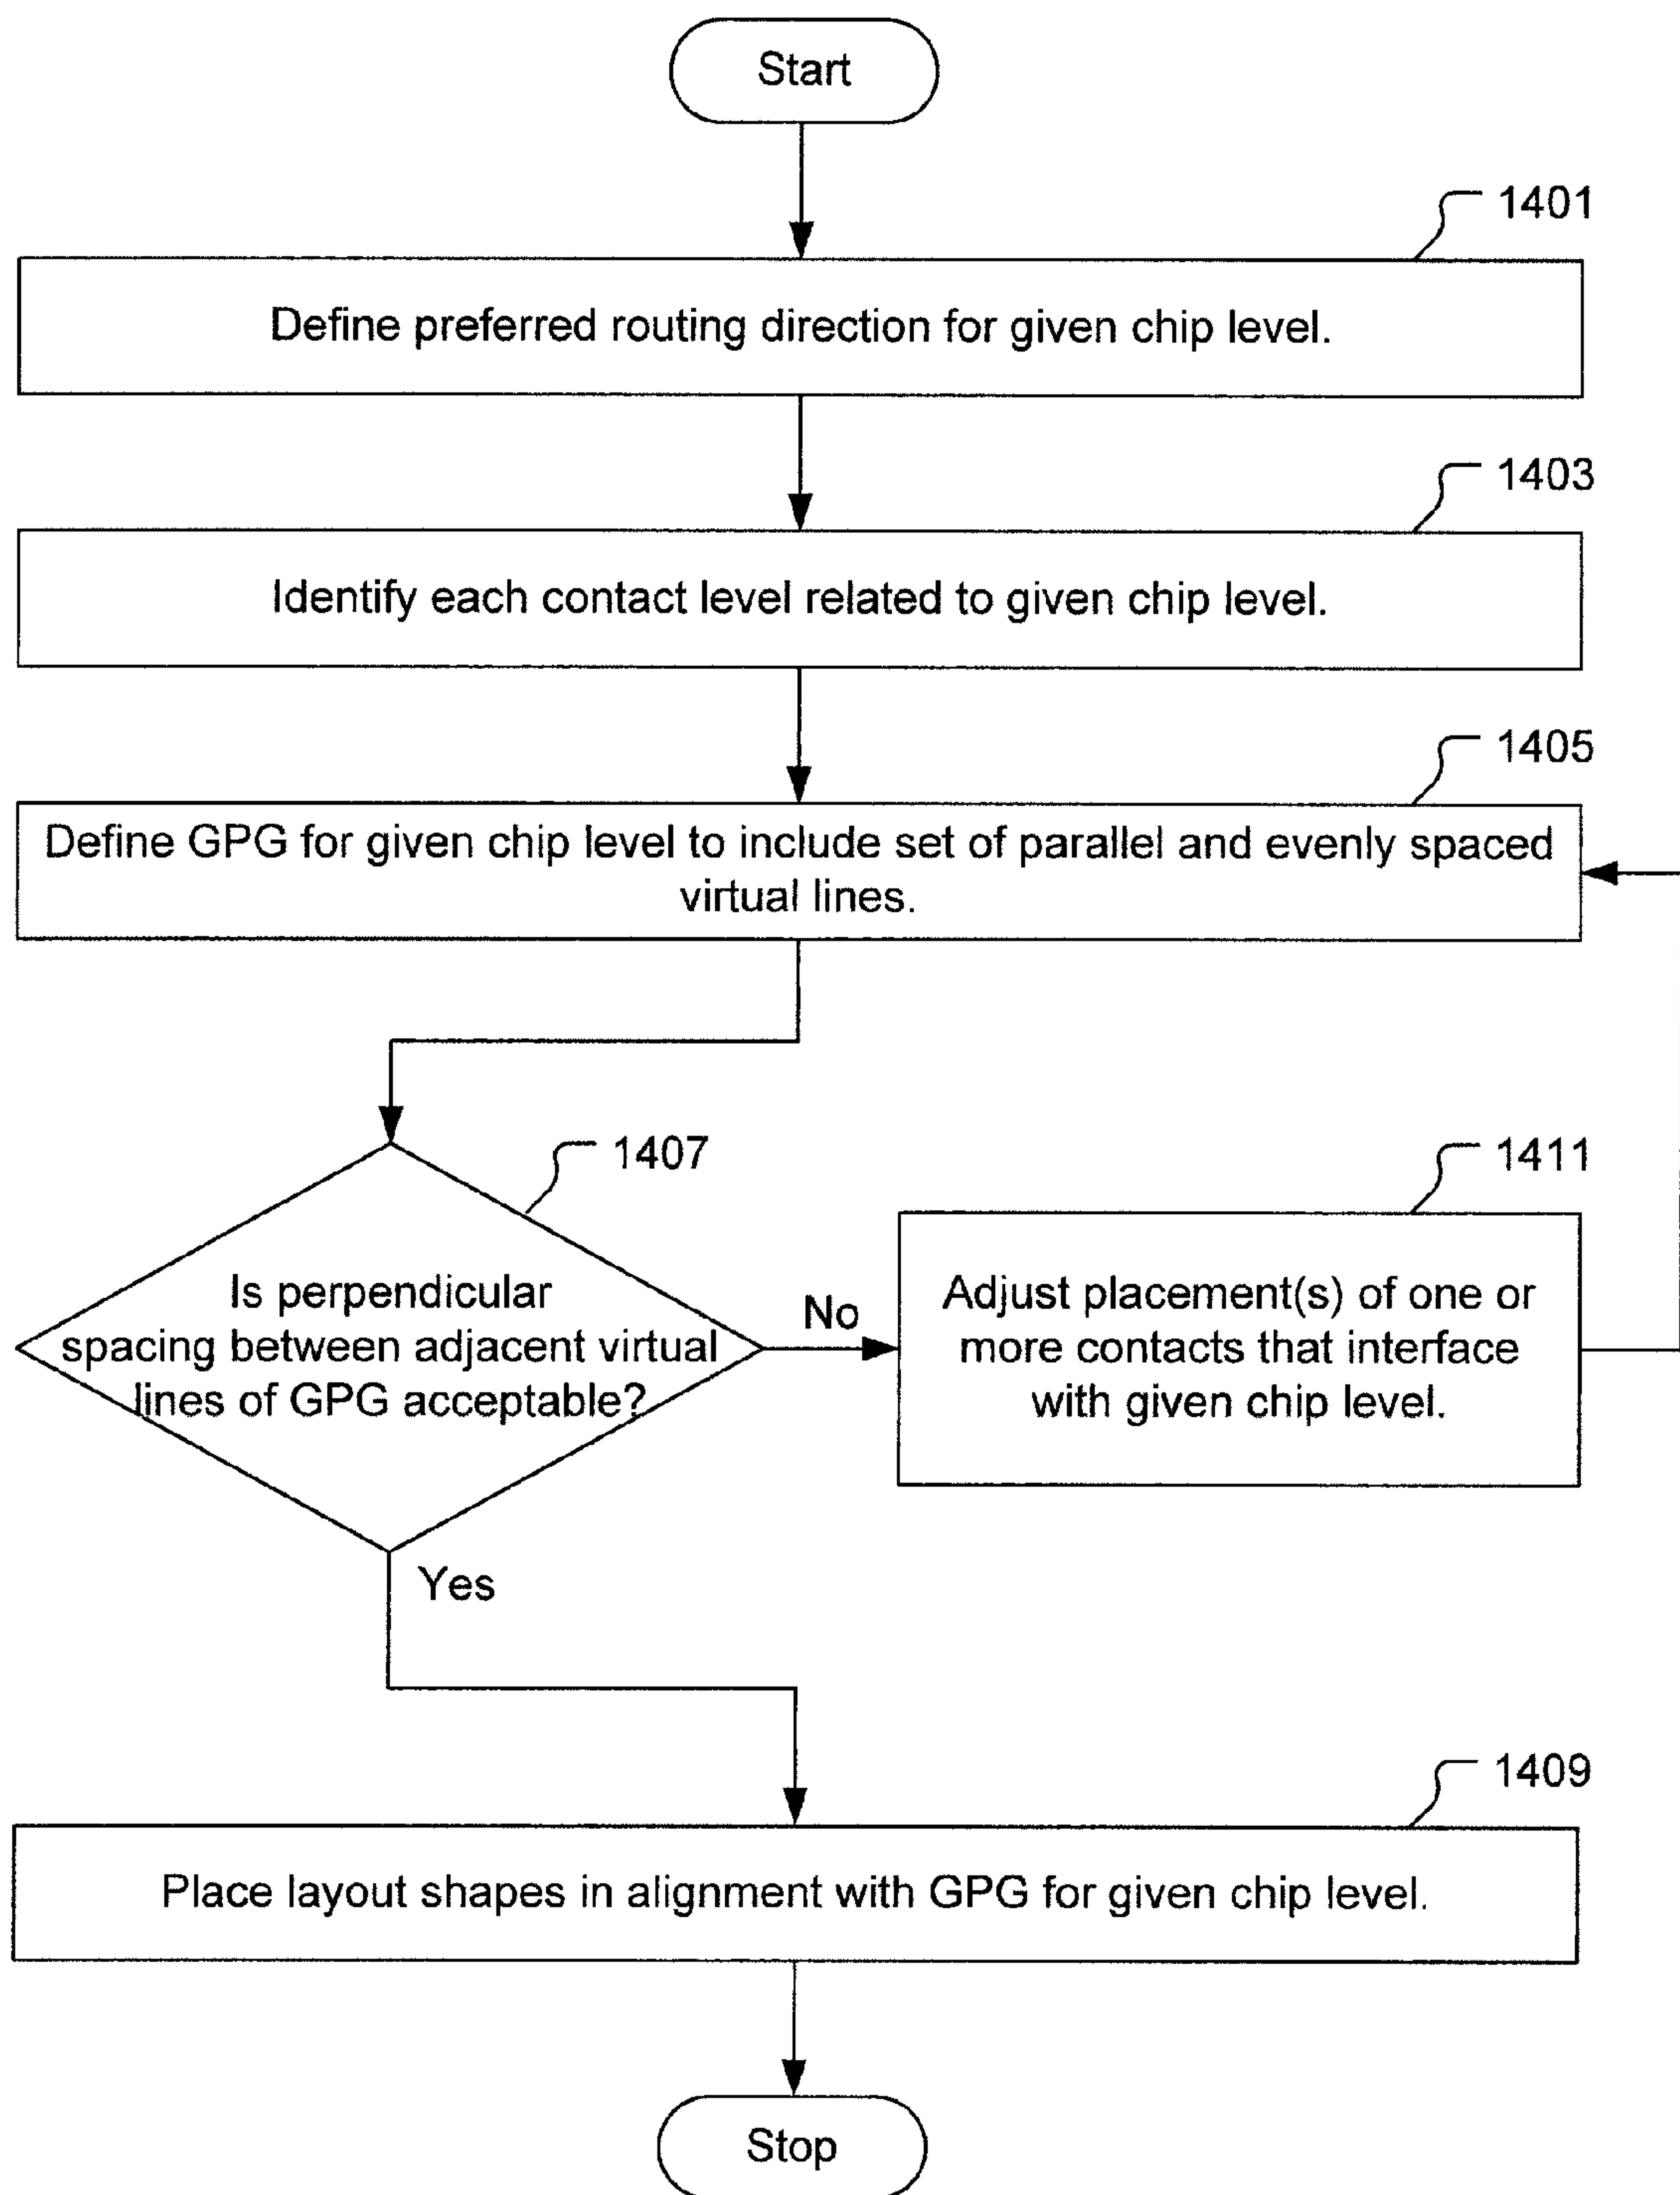 Start
1401
Define preferred routing direction for given chip level.
1403
Identify each contact level related to given chip level.
1405
Define GPG for given chip level to include set of parallel and evenly spaced
virtual lines.
1407
Is perpendicular
spacing between adjacent virtual
lines of GPG acceptable?
No
1411
Adjust placement(s) of one or
more contacts that interface
with given chip level.
Yes
1409
Place layout shapes in alignment with GPG for given chip level.
Stop